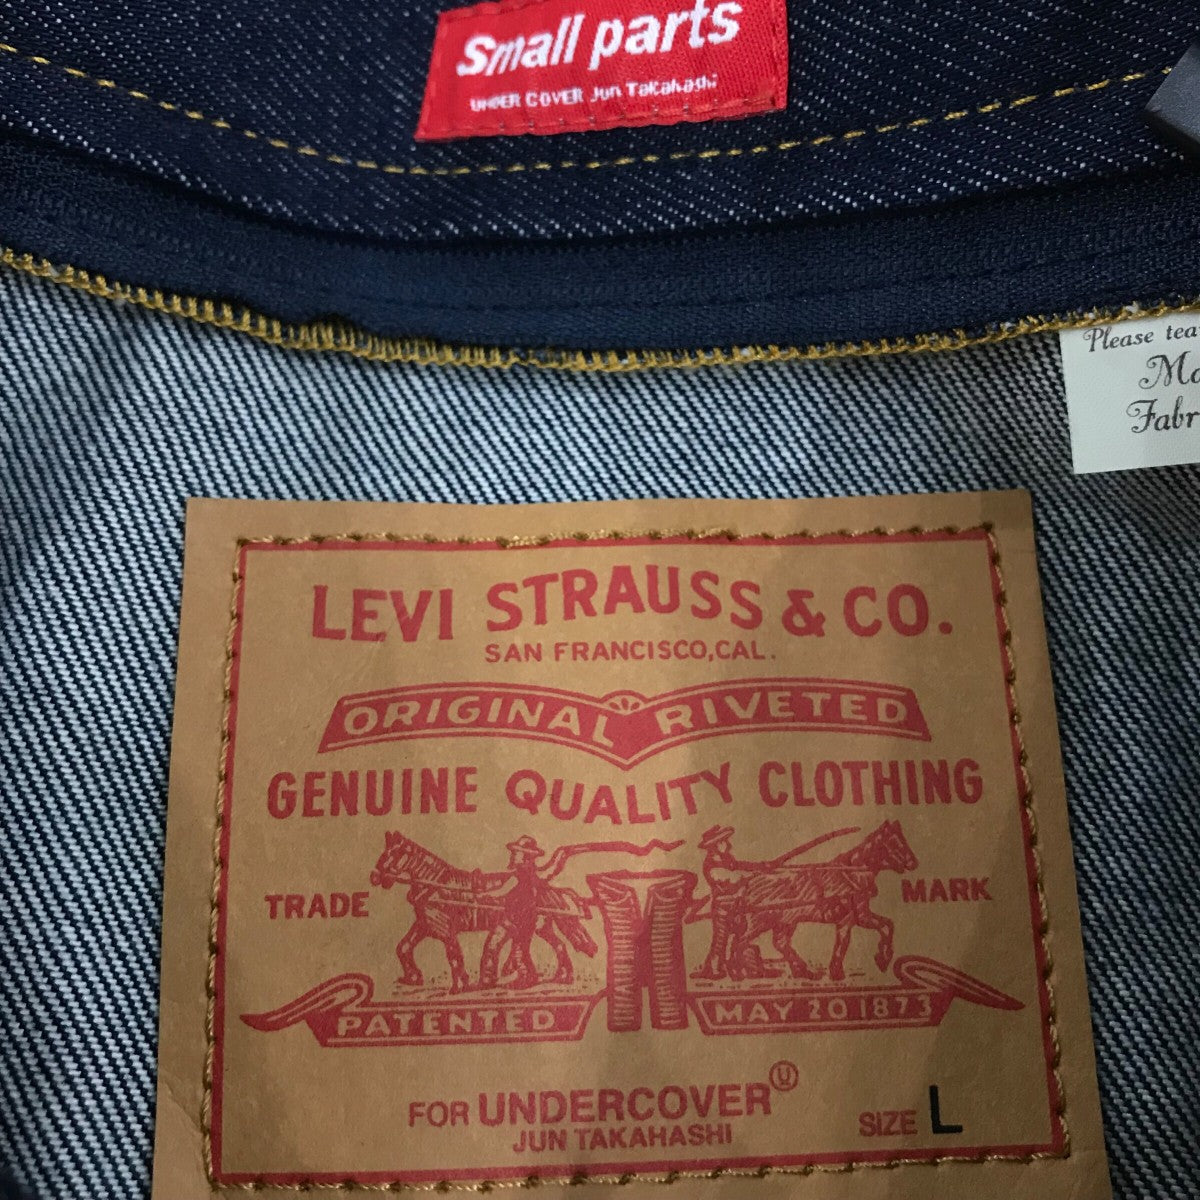 Small parts
UNDER COVER Jun Takahashi
Please tea
Ma
Fabr
LEVI STRAUSS & CO.
SAN FRANCISCO, CAL.
ORIGINAL RIVETED
GENUINE QUALITY CLOTHING
TRADE MARK
PATENTED MAY 20 1873
FOR UNDERCOVER Ⓤ
JUN TAKAHASHI
SIZE L